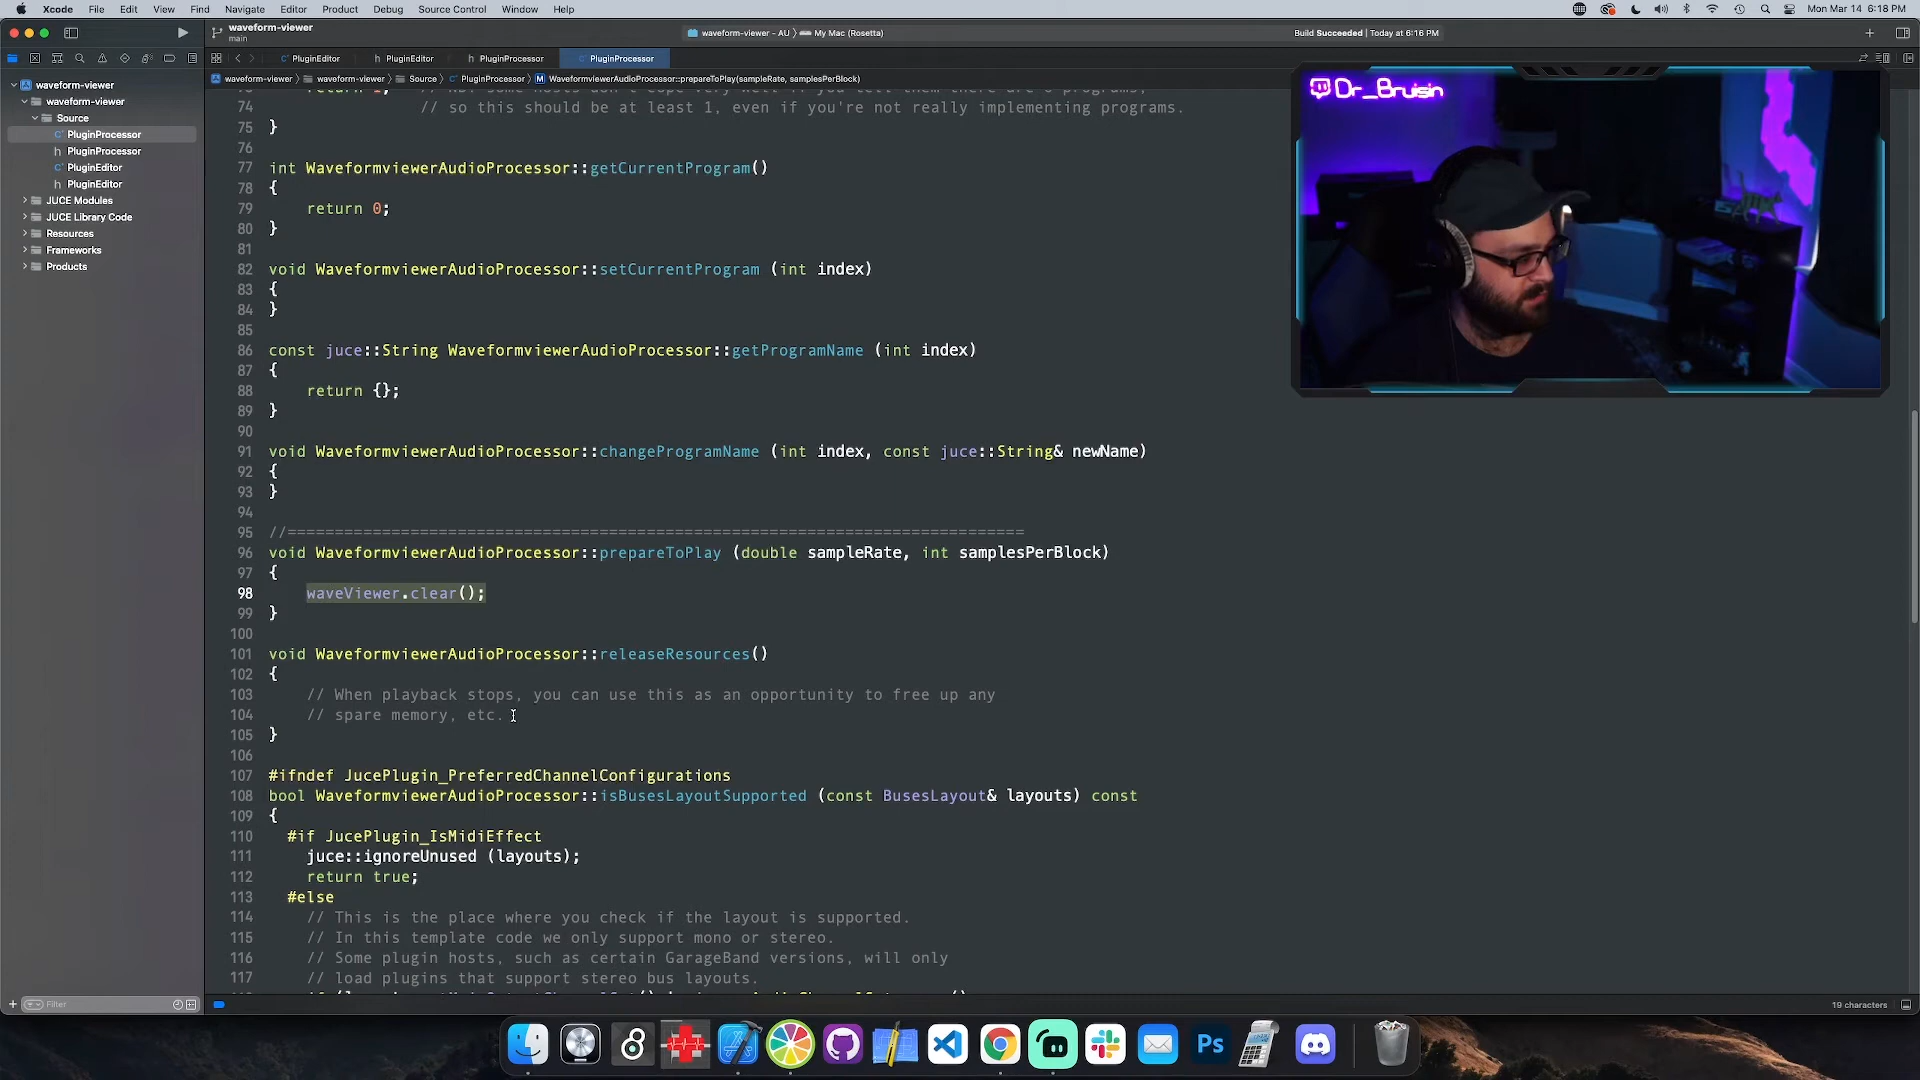 Xcode File Edit View Find Navigate Editor Product Debug Source Control Window Help
Mon Mar 14 6:18 PM
waveform-viewer
main
waveform-viewer - AU My Mac (Rosetta)
Build Succeeded | Today at 6:16 PM
PluginEditor PluginEditor PluginProcessor PluginProcessor
waveform-viewer waveform-viewer Source PluginProcessor WaveformviewerAudioProcessor::prepareToPlay(sampleRate, samplesPerBlock)
waveform-viewer
waveform-viewer
Source
PluginProcessor
PluginProcessor
PluginEditor
PluginEditor
JUCE Modules
JUCE Library Code
Resources
Frameworks
Products
Dr_Bruisin
74 // so this should be at least 1, even if you're not really implementing programs.
75 }
76
77 int WaveformviewerAudioProcessor::getCurrentProgram()
78 {
79 return 0;
80 }
81
82 void WaveformviewerAudioProcessor::setCurrentProgram (int index)
83 {
84 }
85
86 const juce::String WaveformviewerAudioProcessor::getProgramName (int index)
87 {
88 return {};
89 }
90
91 void WaveformviewerAudioProcessor::changeProgramName (int index, const juce::String& newName)
92 {
93 }
94
95 //==============================================================================
96 void WaveformviewerAudioProcessor::prepareToPlay (double sampleRate, int samplesPerBlock)
97 {
98 waveViewer.clear();
99 }
100
101 void WaveformviewerAudioProcessor::releaseResources()
102 {
103 // When playback stops, you can use this as an opportunity to free up any
104 // spare memory, etc.
105 }
106
107 #ifndef JucePlugin_PreferredChannelConfigurations
108 bool WaveformviewerAudioProcessor::isBusesLayoutSupported (const BusesLayout& layouts) const
109 {
110 #if JucePlugin_IsMidiEffect
111 juce::ignoreUnused (layouts);
112 return true;
113 #else
114 // This is the place where you check if the layout is supported.
115 // In this template code we only support mono or stereo.
116 // Some plugin hosts, such as certain GarageBand versions, will only
117 // load plugins that support stereo bus layouts.
Filter
19 characters
Ps